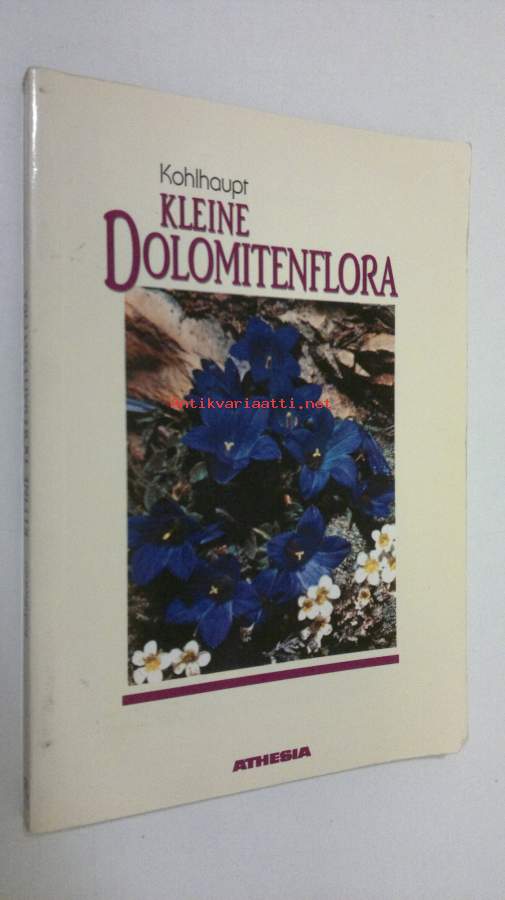 Kohlhaupt
KLEINE
DOLOMITENFLORA
antikvariaatti.net
ATHESIA